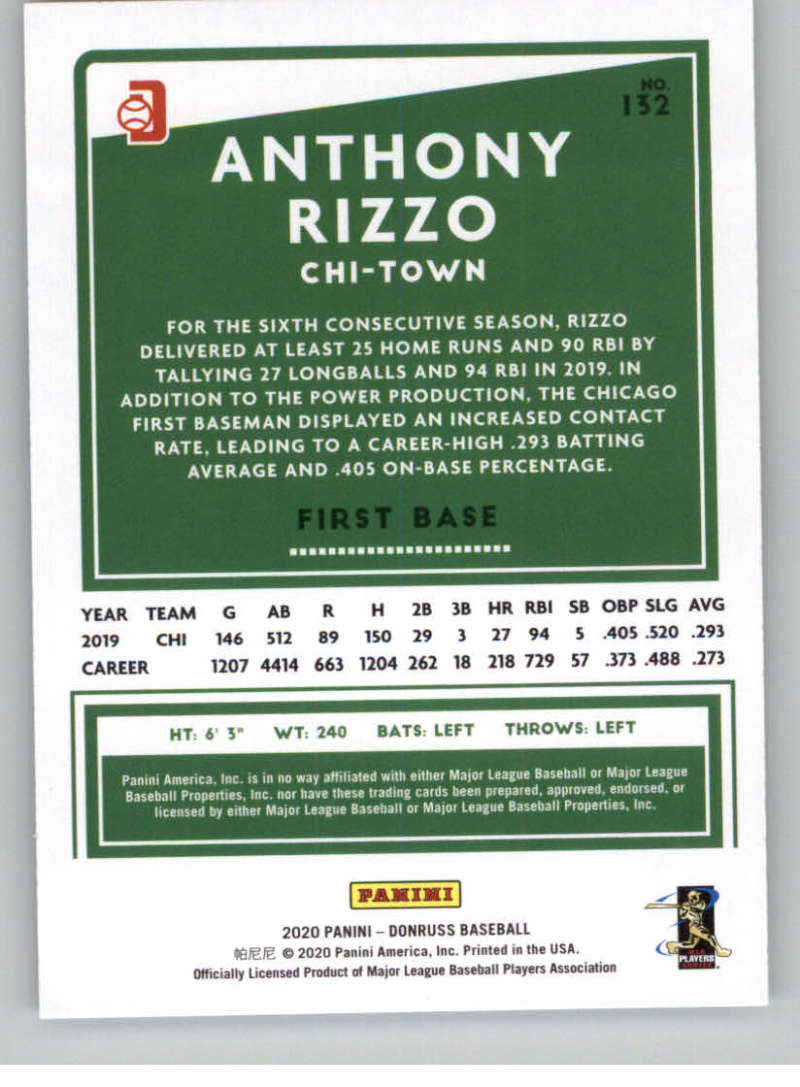 NO.
132
ANTHONY
RIZZO
CHI-TOWN
FOR THE SIXTH CONSECUTIVE SEASON, RIZZO
DELIVERED AT LEAST 25 HOME RUNS AND 90 RBI BY
TALLYING 27 LONGBALLS AND 94 RBI IN 2019. IN
ADDITION TO THE POWER PRODUCTION, THE CHICAGO
FIRST BASEMAN DISPLAYED AN INCREASED CONTACT
RATE, LEADING TO A CAREER-HIGH .293 BATTING
AVERAGE AND .405 ON-BASE PERCENTAGE.
FIRST BASE
YEAR TEAM G AB R H 2B 3B HR RBI SB OBP SLG AVG
2019 CHI 146 512 89 150 29 3 27 94 5 .405 .520 .293
CAREER 1207 4414 663 1204 262 18 218 729 57 .373 .488 .273
HT: 6' 3" WT: 240 BATS: LEFT THROWS: LEFT
Panini America, Inc. is in no way affiliated with either Major League Baseball or Major League
Baseball Properties, Inc. nor have these trading cards been prepared, approved, endorsed, or
licensed by either Major League Baseball or Major League Baseball Properties, Inc.
PANINI
2020 PANINI – DONRUSS BASEBALL
帕尼尼 © 2020 Panini America, Inc. Printed in the USA.
Officially Licensed Product of Major League Baseball Players Association
MLB
PLAYERS
CHOICE